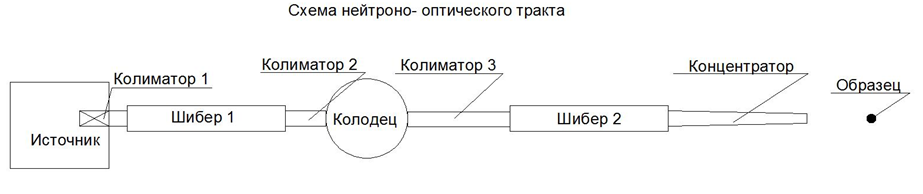 Схема нейтроно- оптического тракта
Колиматор 1
Колиматор 2
Колиматор 3
Концентратор
Образец
Шибер 1
Колодец
Шибер 2
Источник